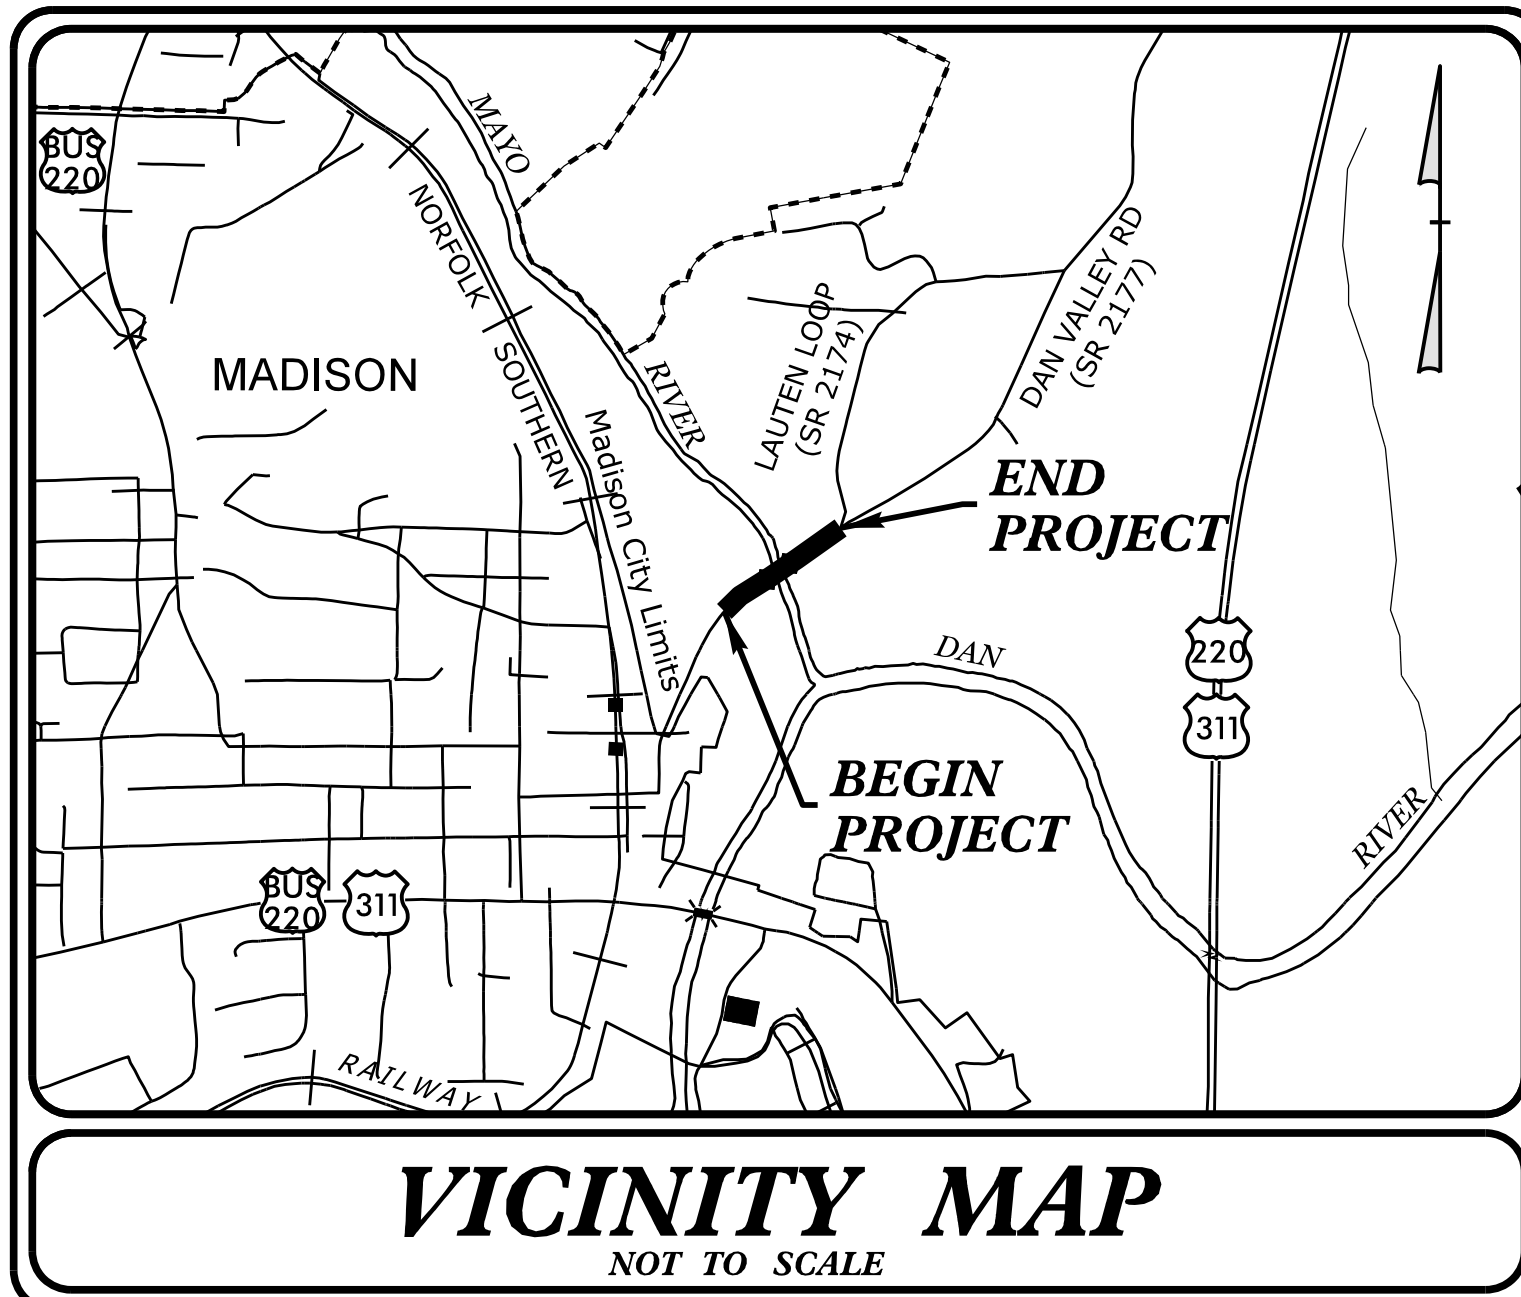 MAYO
BUS
220
NORFOLK
MADISON
SOUTHERN
RIVER
LAUTEN LOOP
(SR 2174)
DAN VALLEY RD
(SR 2177)
Madison City Limits
END
PROJECT
DAN
220
311
BEGIN
PROJECT
RIVER
BUS
220
311
RAILWAY
VICINITY MAP
NOT TO SCALE